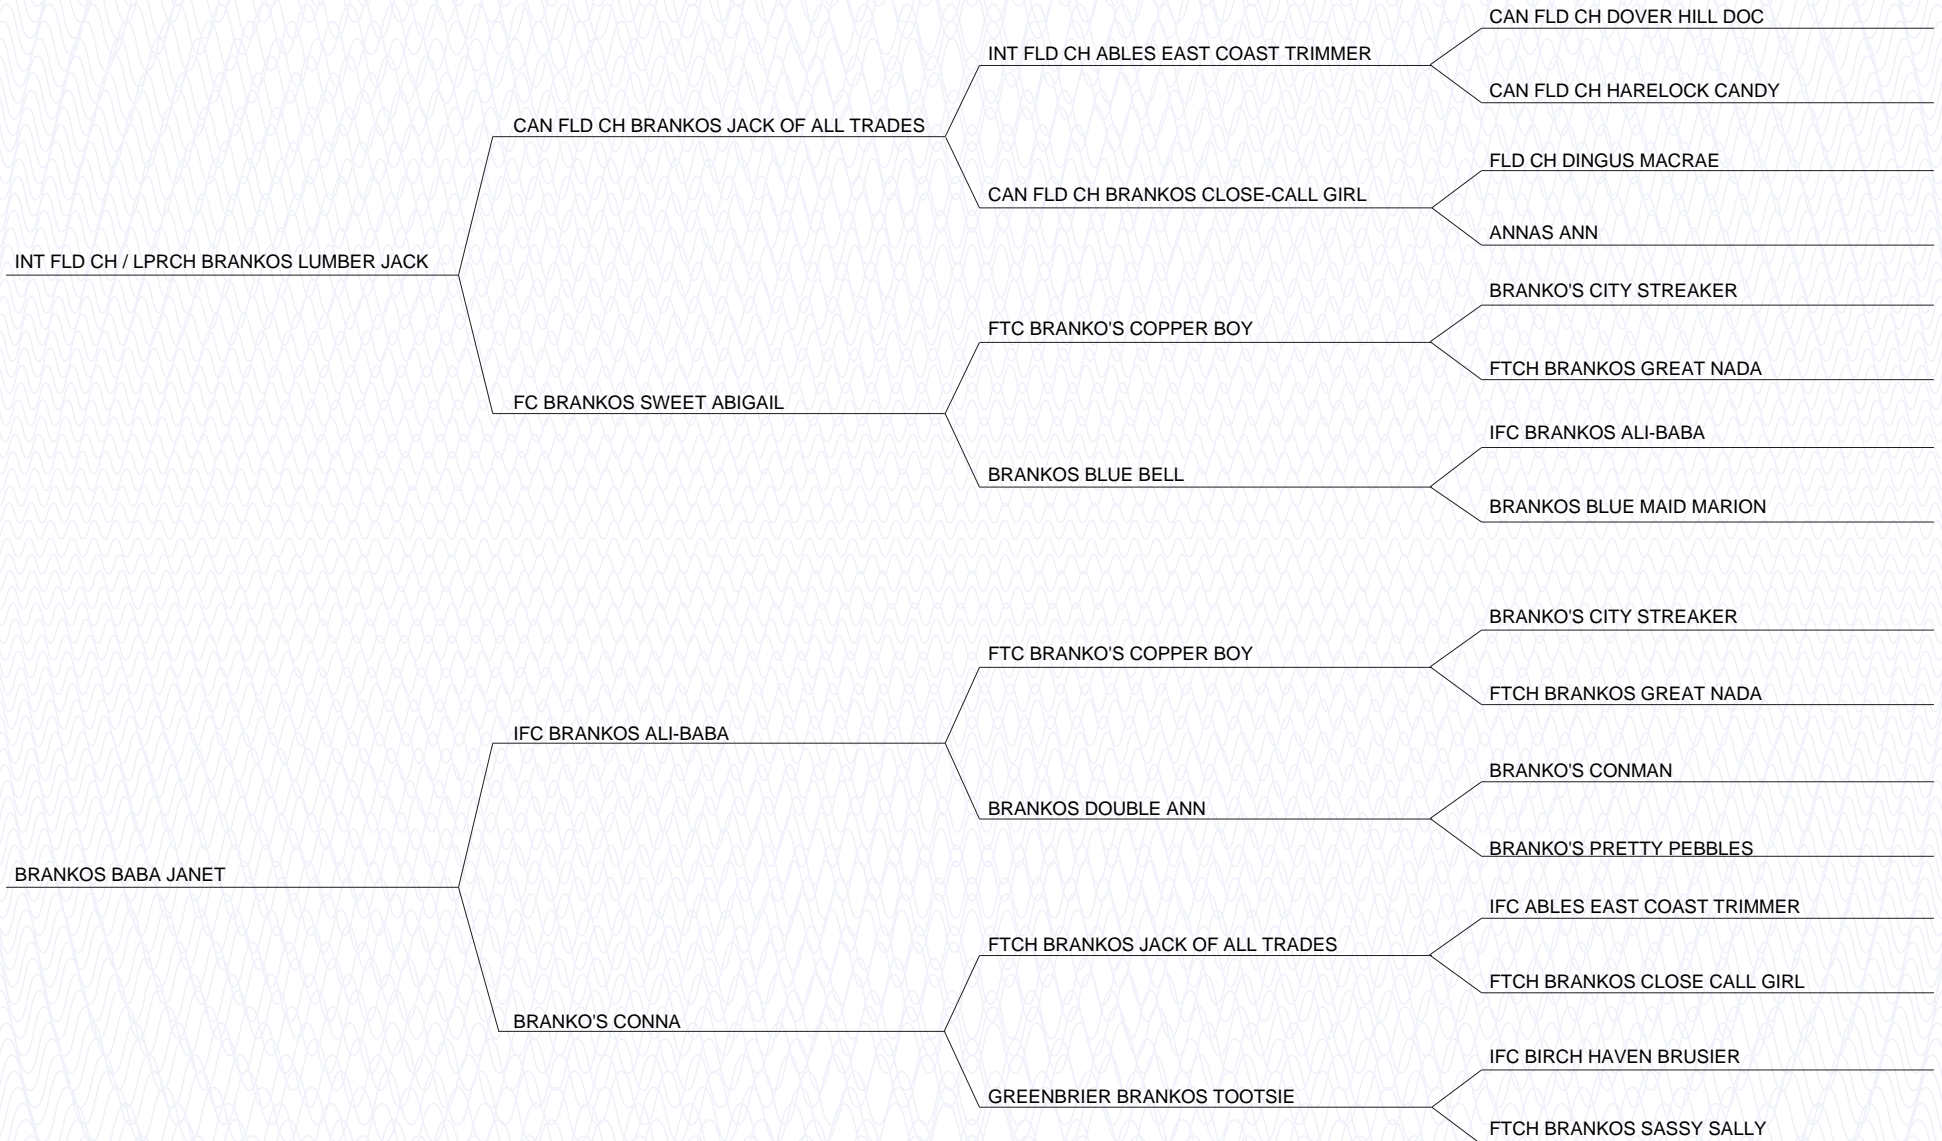 CAN FLD CH DOVER HILL DOC
INT FLD CH ABLES EAST COAST TRIMMER
CAN FLD CH HARELOCK CANDY
CAN FLD CH BRANKOS JACK OF ALL TRADES
FLD CH DINGUS MACRAE
CAN FLD CH BRANKOS CLOSE-CALL GIRL
ANNAS ANN
INT FLD CH / LPRCH BRANKOS LUMBER JACK
BRANKO'S CITY STREAKER
FTC BRANKO'S COPPER BOY
FTCH BRANKOS GREAT NADA
FC BRANKOS SWEET ABIGAIL
IFC BRANKOS ALI-BABA
BRANKOS BLUE BELL
BRANKOS BLUE MAID MARION
BRANKO'S CITY STREAKER
FTC BRANKO'S COPPER BOY
FTCH BRANKOS GREAT NADA
IFC BRANKOS ALI-BABA
BRANKO'S CONMAN
BRANKOS DOUBLE ANN
BRANKO'S PRETTY PEBBLES
BRANKOS BABA JANET
IFC ABLES EAST COAST TRIMMER
FTCH BRANKOS JACK OF ALL TRADES
FTCH BRANKOS CLOSE CALL GIRL
BRANKO'S CONNA
IFC BIRCH HAVEN BRUSIER
GREENBRIER BRANKOS TOOTSIE
FTCH BRANKOS SASSY SALLY